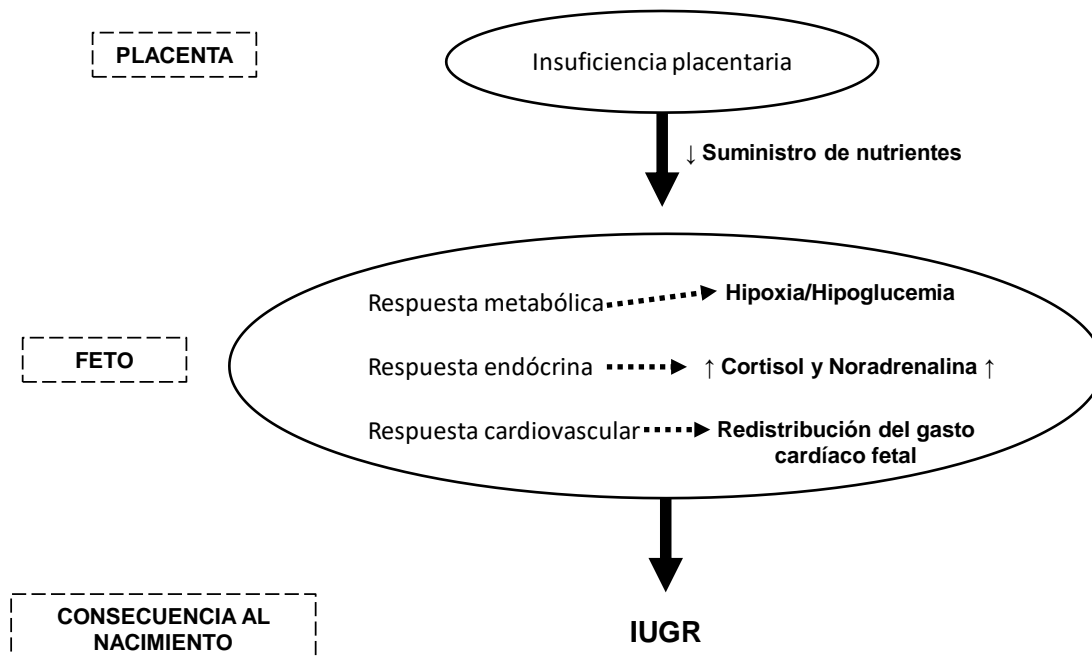 PLACENTA
Insuficiencia placentaria
↓ Suministro de nutrientes
Respuesta metabólica
Hipoxia/Hipoglucemia
FETO
Respuesta endócrina
↑ Cortisol y Noradrenalina ↑
Respuesta cardiovascular
Redistribución del gasto
cardíaco fetal
CONSECUENCIA AL
NACIMIENTO
IUGR